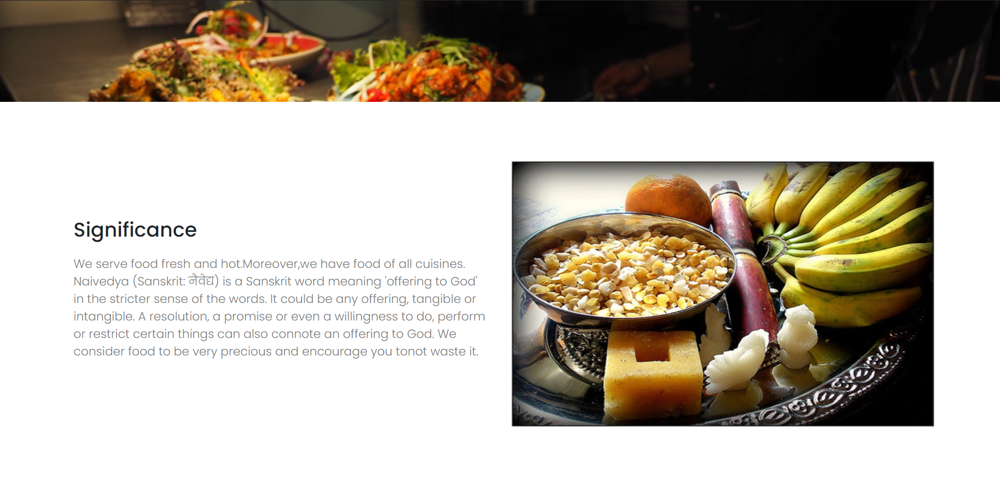 Significance
We serve food fresh and hot.Moreover,we have food of all cuisines.
Naivedya (Sanskrit: नैवेद्य) is a Sanskrit word meaning 'offering to God'
in the stricter sense of the words. It could be any offering, tangible or
intangible. A resolution, a promise or even a willingness to do, perform
or restrict certain things can also connote an offering to God. We
consider food to be very precious and encourage you tonot waste it.